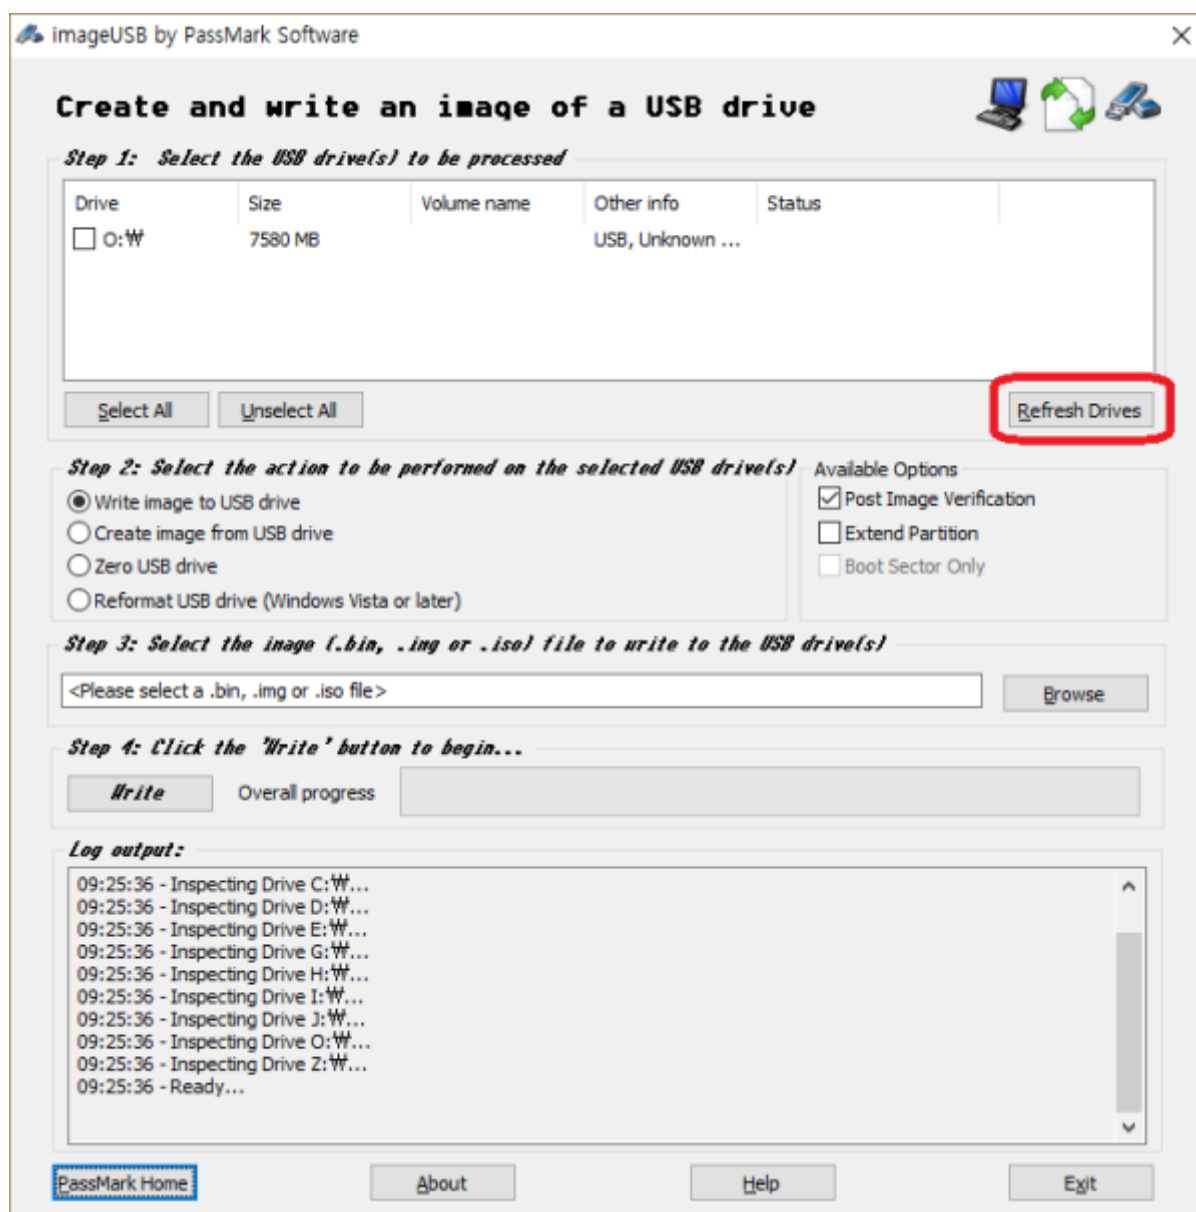 imageUSB by PassMark Software
Create and write an image of a USB drive
Step 1: Select the USB drive(s) to be processed
Drive Size Volume name Other info Status
O:₩ 7580 MB USB, Unknown ...
Select All Unselect All Refresh Drives
Step 2: Select the action to be performed on the selected USB drive(s) Available Options
Write image to USB drive Post Image Verification
Create image from USB drive Extend Partition
Zero USB drive Boot Sector Only
Reformat USB drive (Windows Vista or later)
Step 3: Select the image (.bin, .img or .iso) file to write to the USB drive(s)
<Please select a .bin, .img or .iso file> Browse
Step 4: Click the 'Write' button to begin...
Write Overall progress
Log output:
09:25:36 - Inspecting Drive C:₩...
09:25:36 - Inspecting Drive D:₩...
09:25:36 - Inspecting Drive E:₩...
09:25:36 - Inspecting Drive G:₩...
09:25:36 - Inspecting Drive H:₩...
09:25:36 - Inspecting Drive I:₩...
09:25:36 - Inspecting Drive J:₩...
09:25:36 - Inspecting Drive O:₩...
09:25:36 - Inspecting Drive Z:₩...
09:25:36 - Ready...
PassMark Home About Help Exit